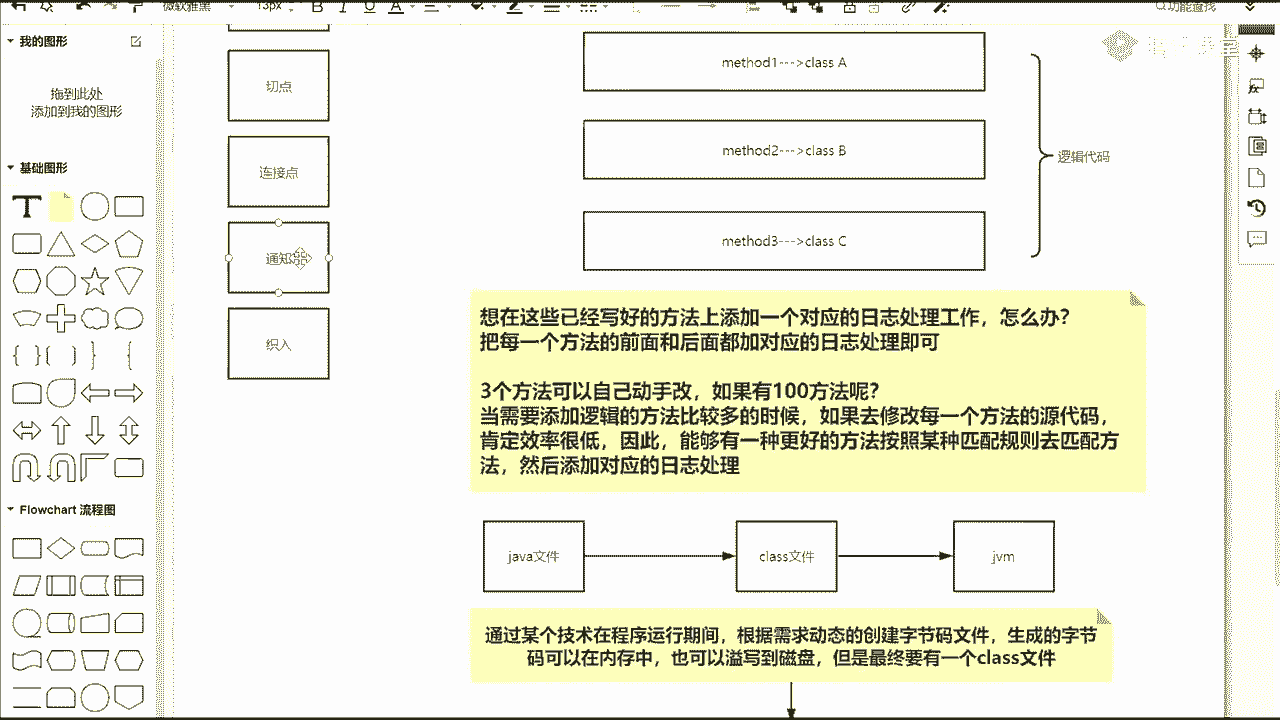 微软雅黑
13px
B
I
U
A
功能查找
我的图形
拖到此处
添加到我的图形
基础图形
T
Flowchart 流程图
切点
连接点
通知
织入
method1--->class A
method2--->class B
method3--->class C
逻辑代码
想在这些已经写好的方法上添加一个对应的日志处理工作，怎么办？
把每一个方法的前面和后面都加对应的日志处理即可
3个方法可以自己动手改，如果有100方法呢？
当需要添加逻辑的方法比较多的时候，如果去修改每一个方法的源代码，
肯定效率很低，因此，能够有一种更好的方法按照某种匹配规则去匹配方
法，然后添加对应的日志处理
java文件
class文件
jvm
通过某个技术在程序运行期间，根据需求动态的创建字节码文件，生成的字节
码可以在内存中，也可以溢写到磁盘，但是最终要有一个class文件